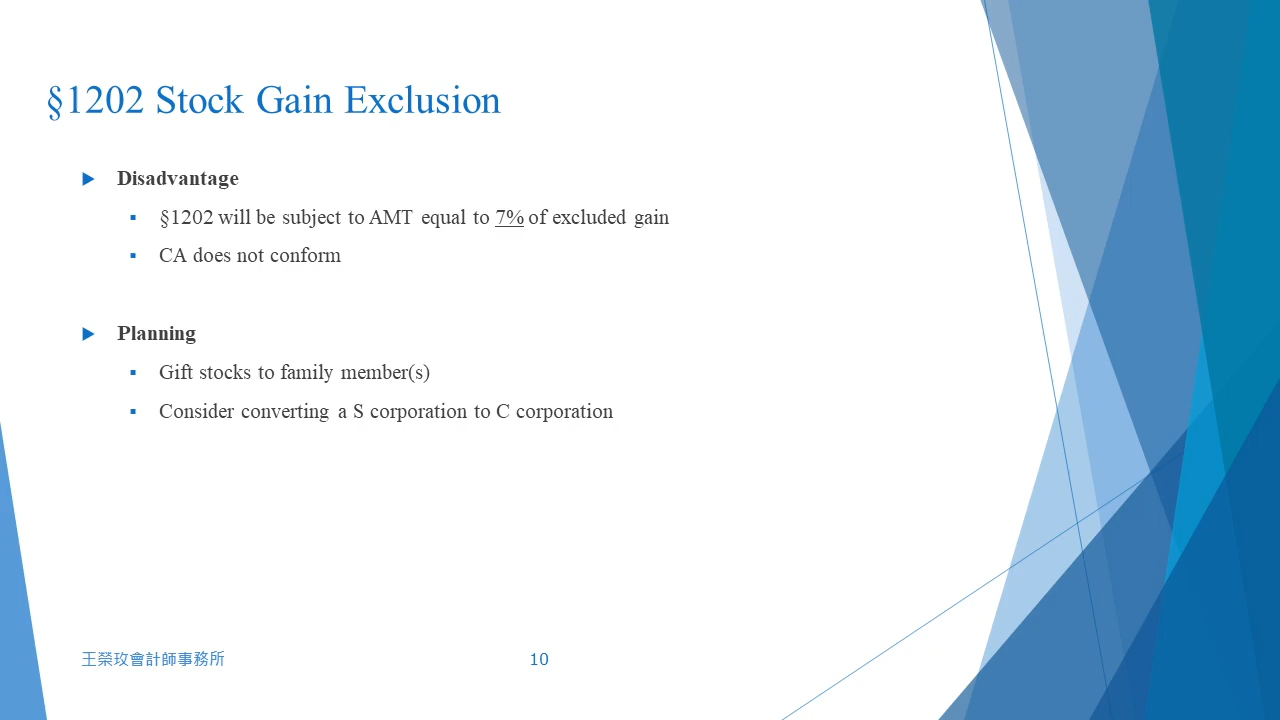 §1202 Stock Gain Exclusion
Disadvantage
§1202 will be subject to AMT equal to 7% of excluded gain
CA does not conform
Planning
Gift stocks to family member(s)
Consider converting a S corporation to C corporation
王榮玫會計師事務所
10